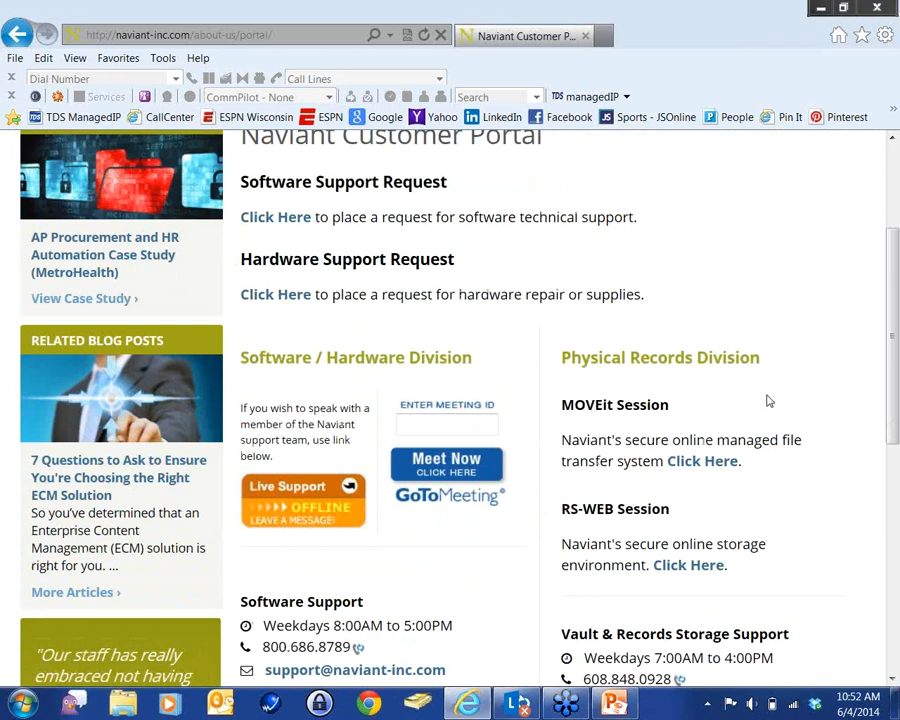 http://naviant-inc.com/about-us/portal/
Naviant Customer P...
File Edit View Favorites Tools Help
Dial Number
Call Lines
Services
CommPilot - None
Search
TDS managedIP
TDS ManagedIP CallCenter ESPN Wisconsin ESPN Google Yahoo LinkedIn Facebook Sports - JSOnline People Pin It Pinterest
Naviant Customer Portal
AP Procurement and HR
Automation Case Study
(MetroHealth)
View Case Study ›
RELATED BLOG POSTS
7 Questions to Ask to Ensure
You're Choosing the Right
ECM Solution
So you've determined that an
Enterprise Content
Management (ECM) solution is
right for you. ...
More Articles ›
"Our staff has really
embraced not having
Software Support Request
Click Here to place a request for software technical support.
Hardware Support Request
Click Here to place a request for hardware repair or supplies.
Software / Hardware Division
If you wish to speak with a
member of the Naviant
support team, use link
below.
Live Support
OFFLINE
LEAVE A MESSAGE!
ENTER MEETING ID
Meet Now
CLICK HERE
GoToMeeting®
Software Support
Weekdays 8:00AM to 5:00PM
800.686.8789
support@naviant-inc.com
Physical Records Division
MOVEit Session
Naviant's secure online managed file
transfer system Click Here.
RS-WEB Session
Naviant's secure online storage
environment. Click Here.
Vault & Records Storage Support
Weekdays 7:00AM to 4:00PM
608.848.0928
10:52 AM
6/4/2014